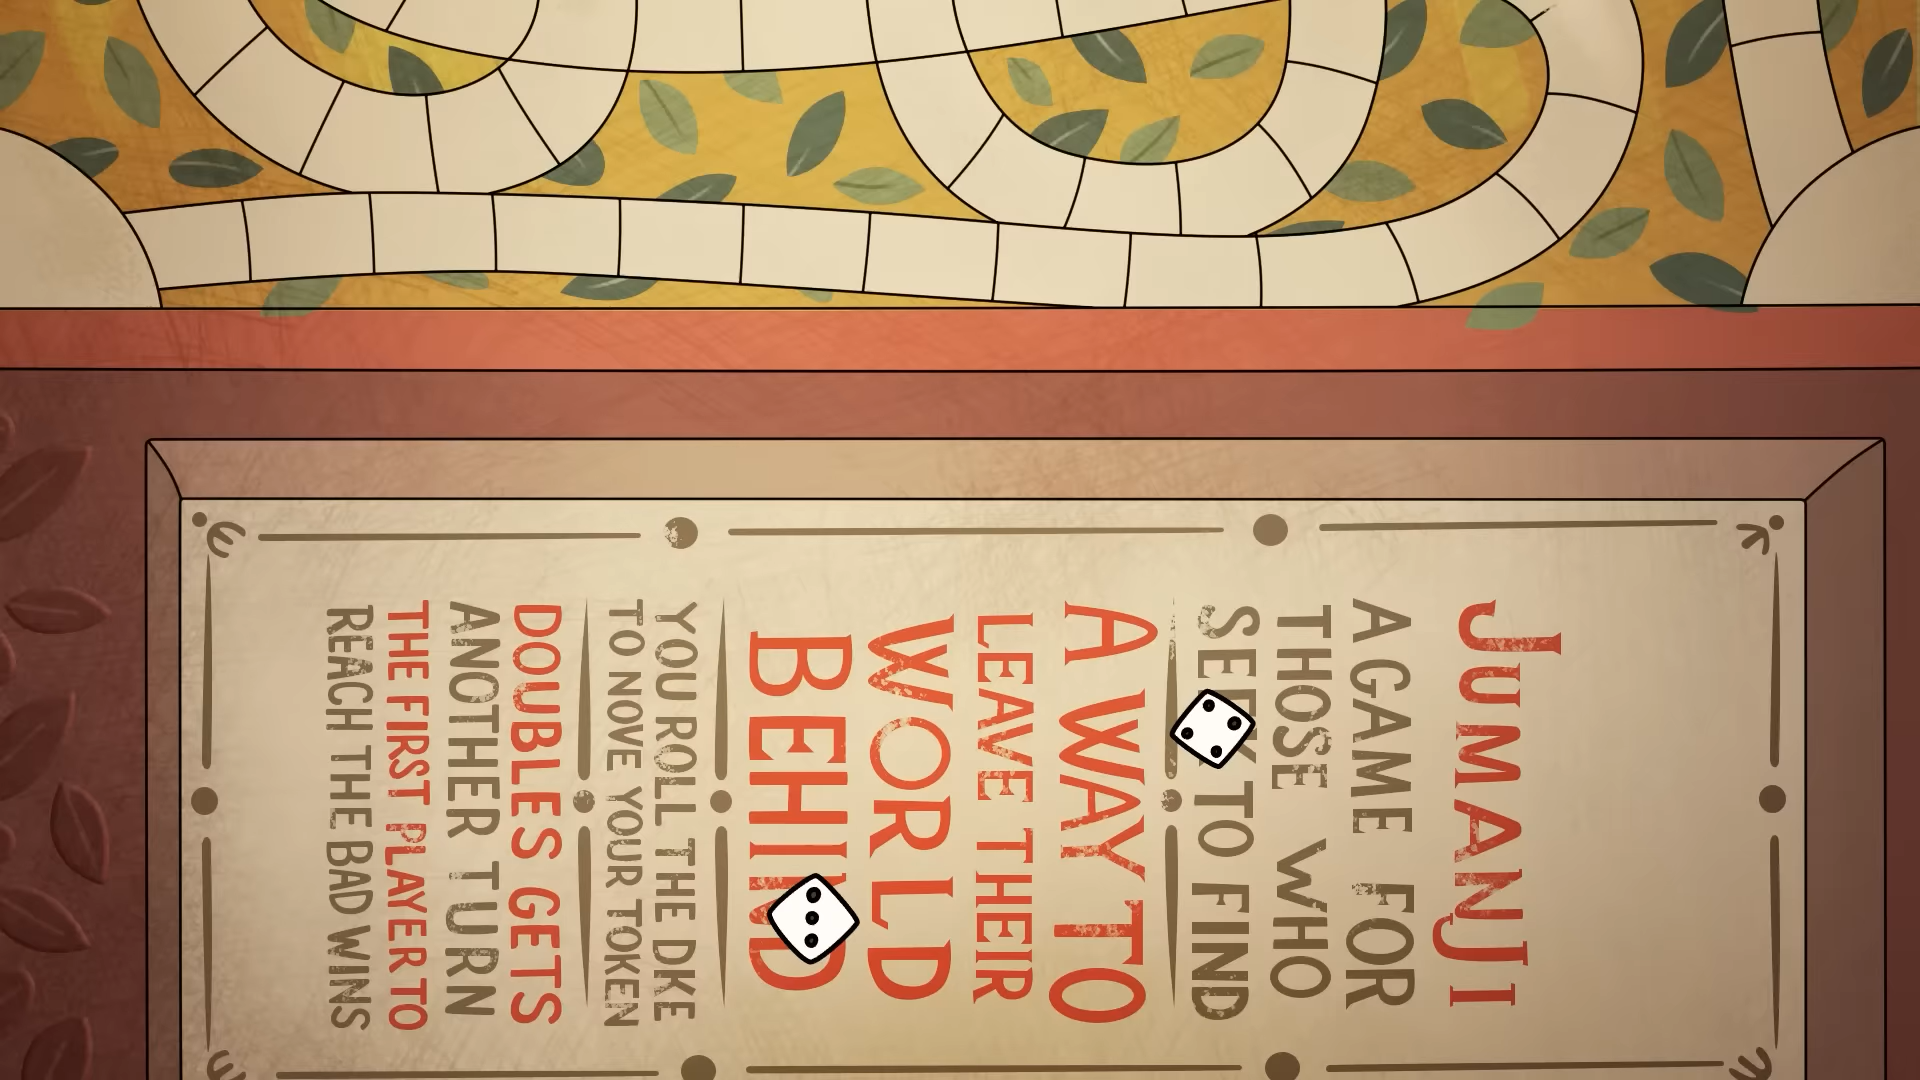 JUMANJI
A GAME FOR
THOSE WHO
SEEK TO FIND
A WAY TO
LEAVE THEIR
WORLD
BEHIND
YOU ROLL THE DKE
TO NOVE YOUR TOKEN
DOUBLES GETS
ANOTHER TURN
THE FIRST PLAYER TO
REACH THE BAD WINS